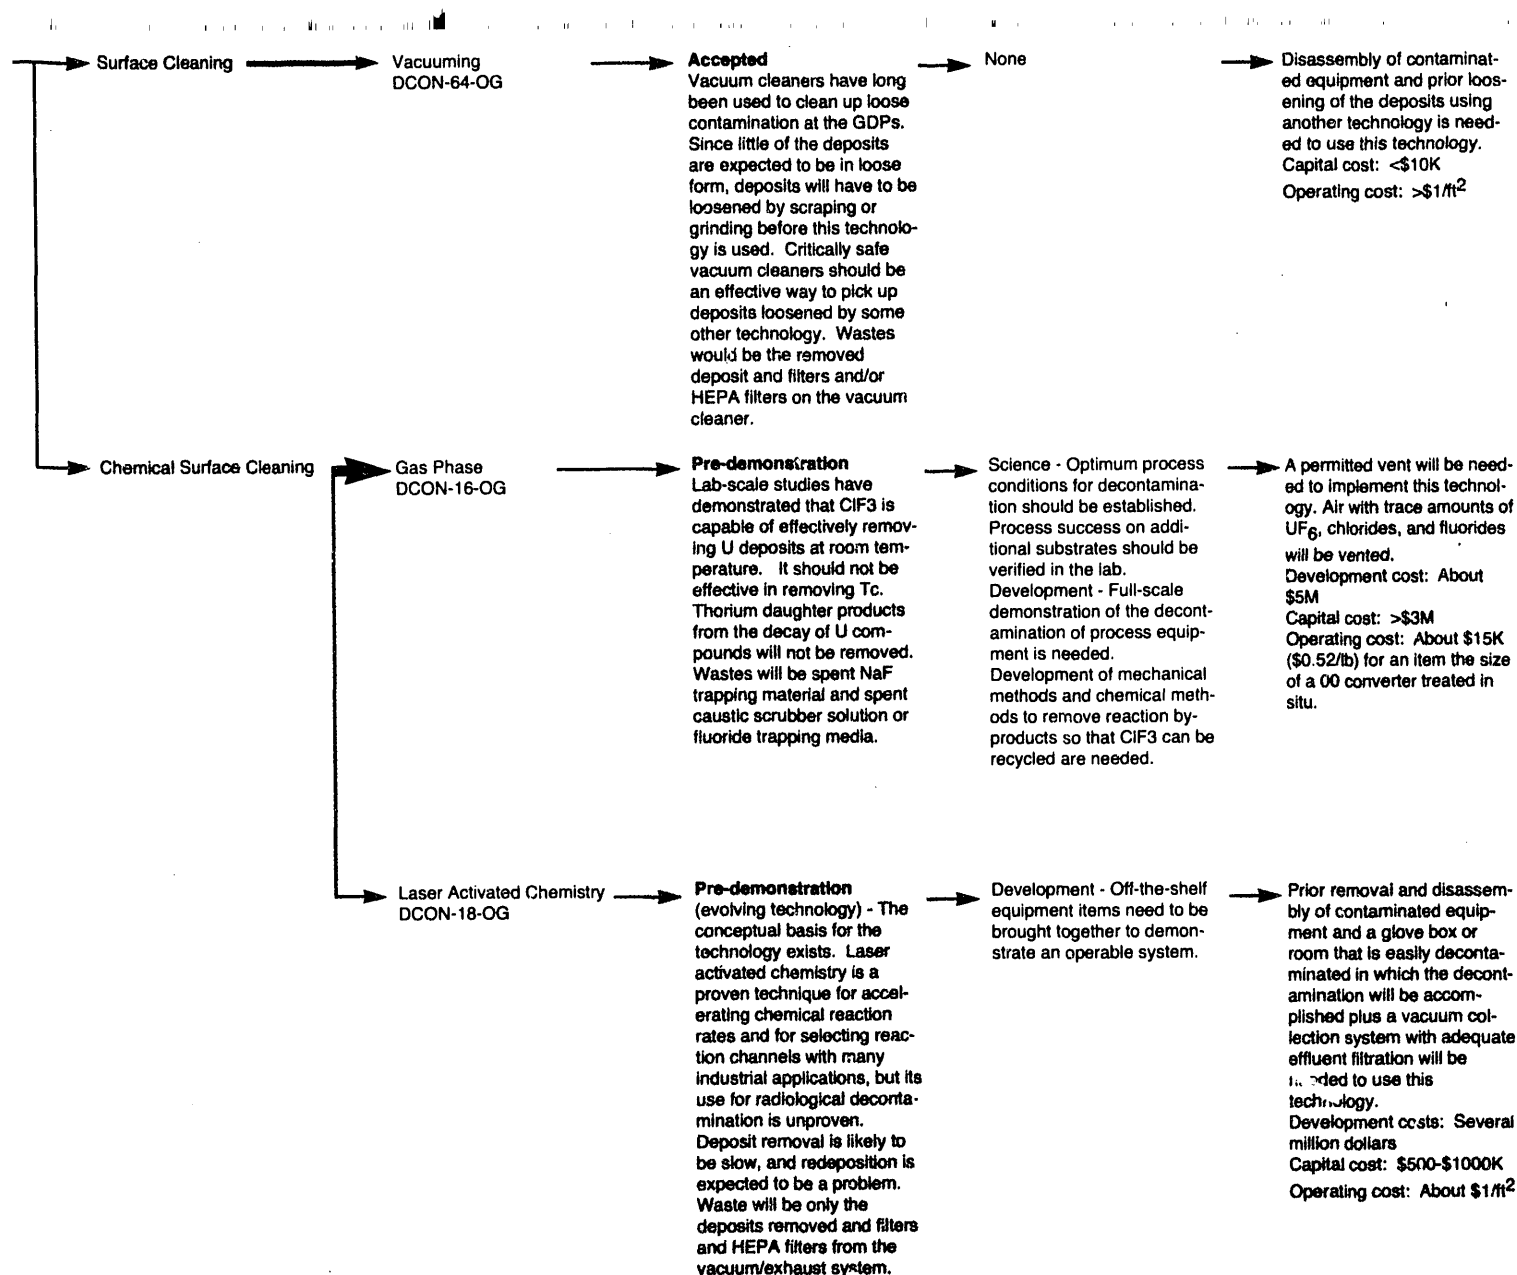 Surface Cleaning
Vacuuming
DCON-64-OG
Accepted
Vacuum cleaners have long
been used to clean up loose
contamination at the GDPs.
Since little of the deposits
are expected to be in loose
form, deposits will have to be
loosened by scraping or
grinding before this technolo-
gy is used. Critically safe
vacuum cleaners should be
an effective way to pick up
deposits loosened by some
other technology. Wastes
would be the removed
deposit and filters and/or
HEPA filters on the vacuum
cleaner.
None
Disassembly of contaminat-
ed equipment and prior loos-
ening of the deposits using
another technology is need-
ed to use this technology.
Capital cost: <$10K
Operating cost: >$1/ft2
Chemical Surface Cleaning
Gas Phase
DCON-16-OG
Pre-demonstration
Lab-scale studies have
demonstrated that ClF3 is
capable of effectively remov-
ing U deposits at room tem-
perature. It should not be
effective in removing Tc.
Thorium daughter products
from the decay of U com-
pounds will not be removed.
Wastes will be spent NaF
trapping material and spent
caustic scrubber solution or
fluoride trapping media.
Science - Optimum process
conditions for decontamina-
tion should be established.
Process success on addi-
tional substrates should be
verified in the lab.
Development - Full-scale
demonstration of the decont-
amination of process equip-
ment is needed.
Development of mechanical
methods and chemical meth-
ods to remove reaction by-
products so that ClF3 can be
recycled are needed.
A permitted vent will be need-
ed to implement this technol-
ogy. Air with trace amounts of
UF6, chlorides, and fluorides
will be vented.
Development cost: About
$5M
Capital cost: >$3M
Operating cost: About $15K
($0.52/lb) for an item the size
of a 00 converter treated in
situ.
Laser Activated Chemistry
DCON-18-OG
Pre-demonstration
(evolving technology) - The
conceptual basis for the
technology exists. Laser
activated chemistry is a
proven technique for accel-
erating chemical reaction
rates and for selecting reac-
tion channels with many
industrial applications, but its
use for radiological deconta-
mination is unproven.
Deposit removal is likely to
be slow, and redeposition is
expected to be a problem.
Waste will be only the
deposits removed and filters
and HEPA filters from the
vacuum/exhaust system.
Development - Off-the-shelf
equipment items need to be
brought together to demon-
strate an operable system.
Prior removal and disassem-
bly of contaminated equip-
ment and a glove box or
room that is easily deconta-
minated in which the decont-
amination will be accom-
plished plus a vacuum col-
lection system with adequate
effluent filtration will be
needed to use this
technology.
Development costs: Several
million dollars
Capital cost: $500-$1000K
Operating cost: About $1/ft2